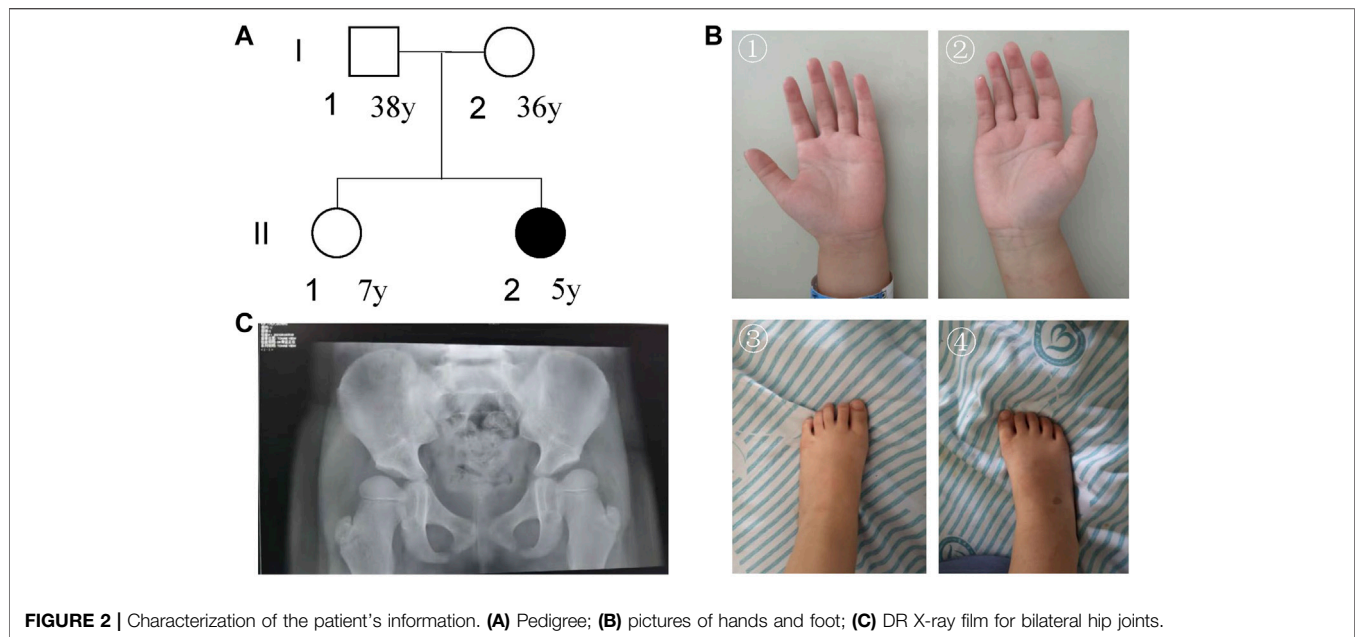 A
I
1 38y 2 36y
II
1 7y 2 5y
B
①
②
③
④
C
FIGURE 2 | Characterization of the patient's information. (A) Pedigree; (B) pictures of hands and foot; (C) DR X-ray film for bilateral hip joints.